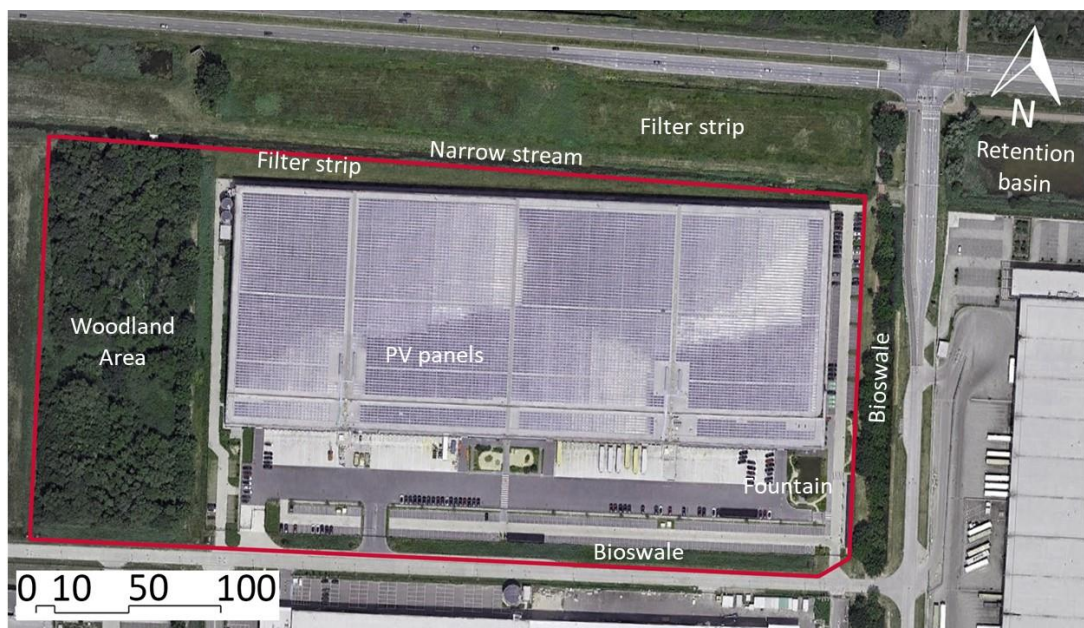 Filter strip
N
Retention
basin
Narrow stream
Filter strip
Woodland
Area
PV panels
Bioswale
Fountain
Bioswale
0 10 50 100